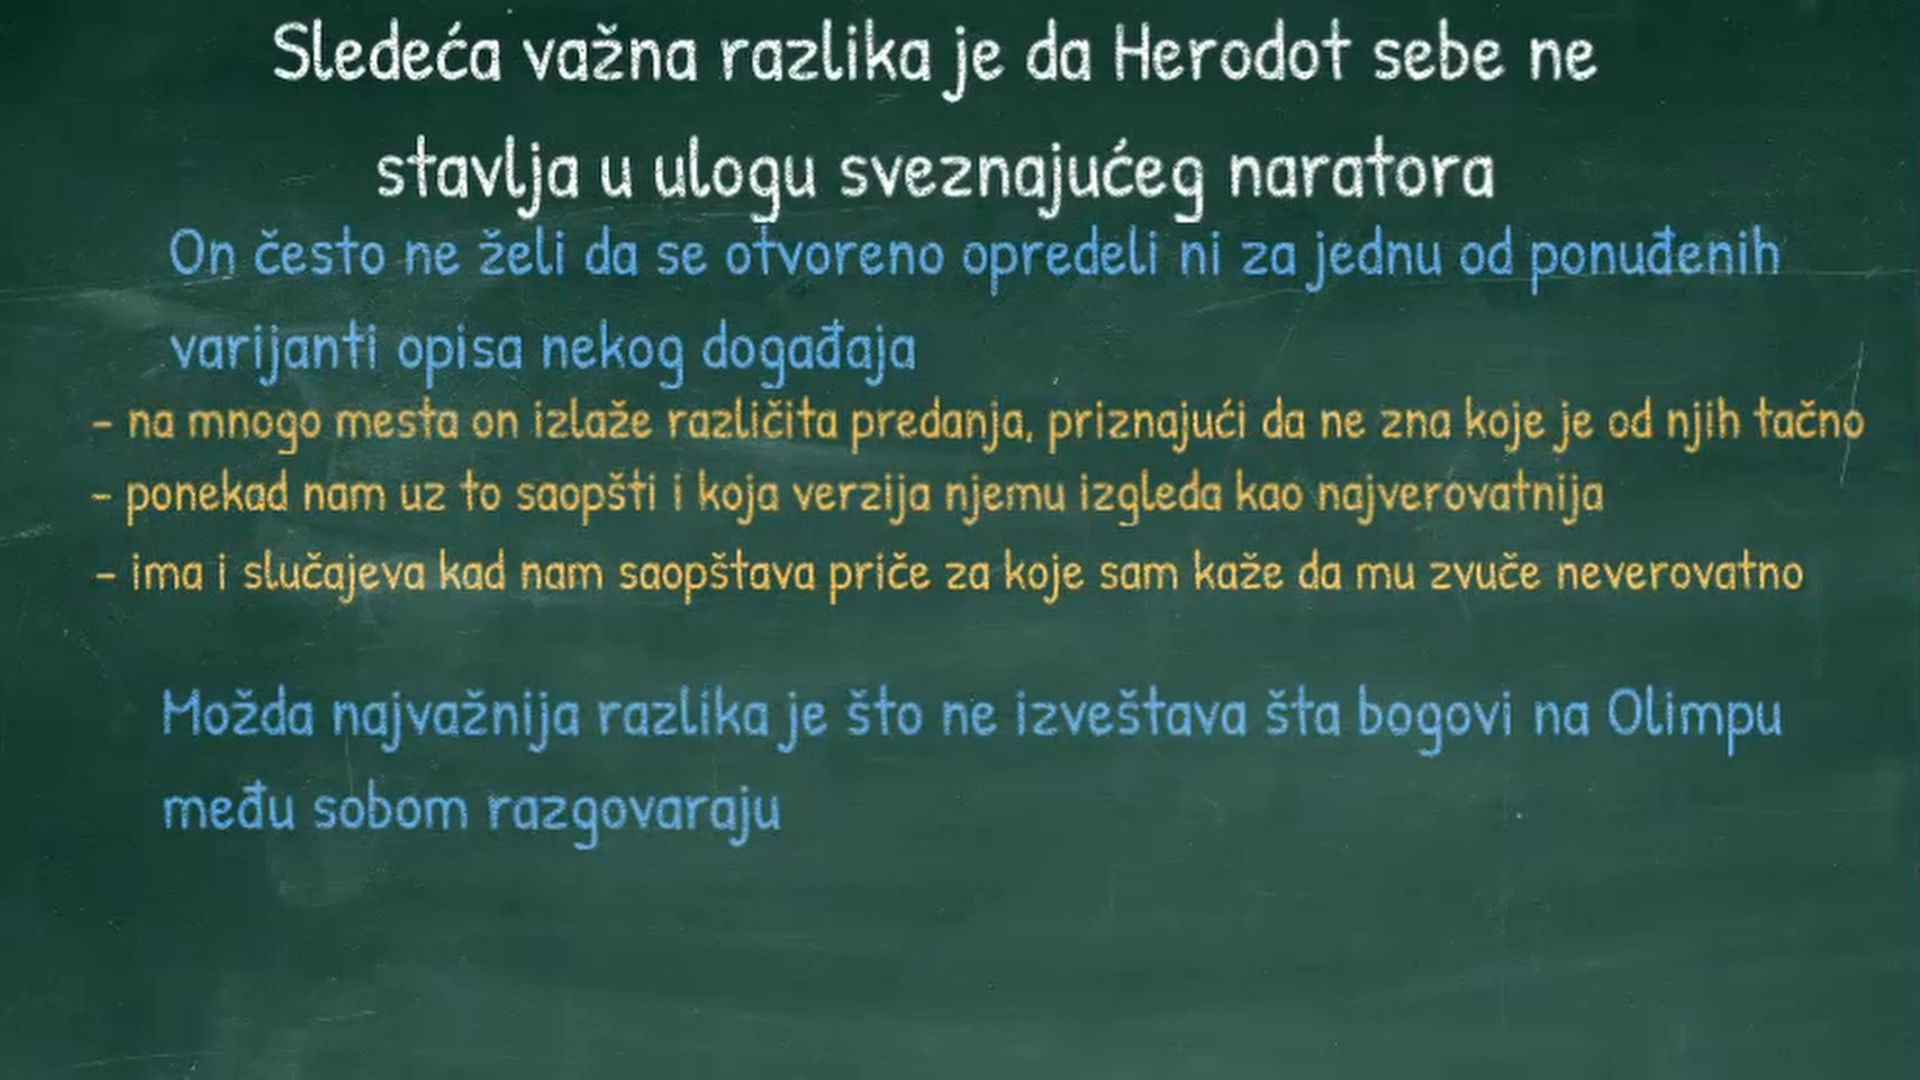 Sledeća važna razlika je da Herodot sebe ne
stavlja u ulogu sveznajućeg naratora
On često ne želi da se otvoreno opredeli ni za jednu od ponuđenih
varijanti opisa nekog događaja
- na mnogo mesta on izlaže različita predanja, priznajući da ne zna koje je od njih tačno
- ponekad nam uz to saopšti i koja verzija njemu izgleda kao najverovatnija
- ima i slučajeva kad nam saopštava priče za koje sam kaže da mu zvuče neverovatno
Možda najvažnija razlika je što ne izveštava šta bogovi na Olimpu
među sobom razgovaraju